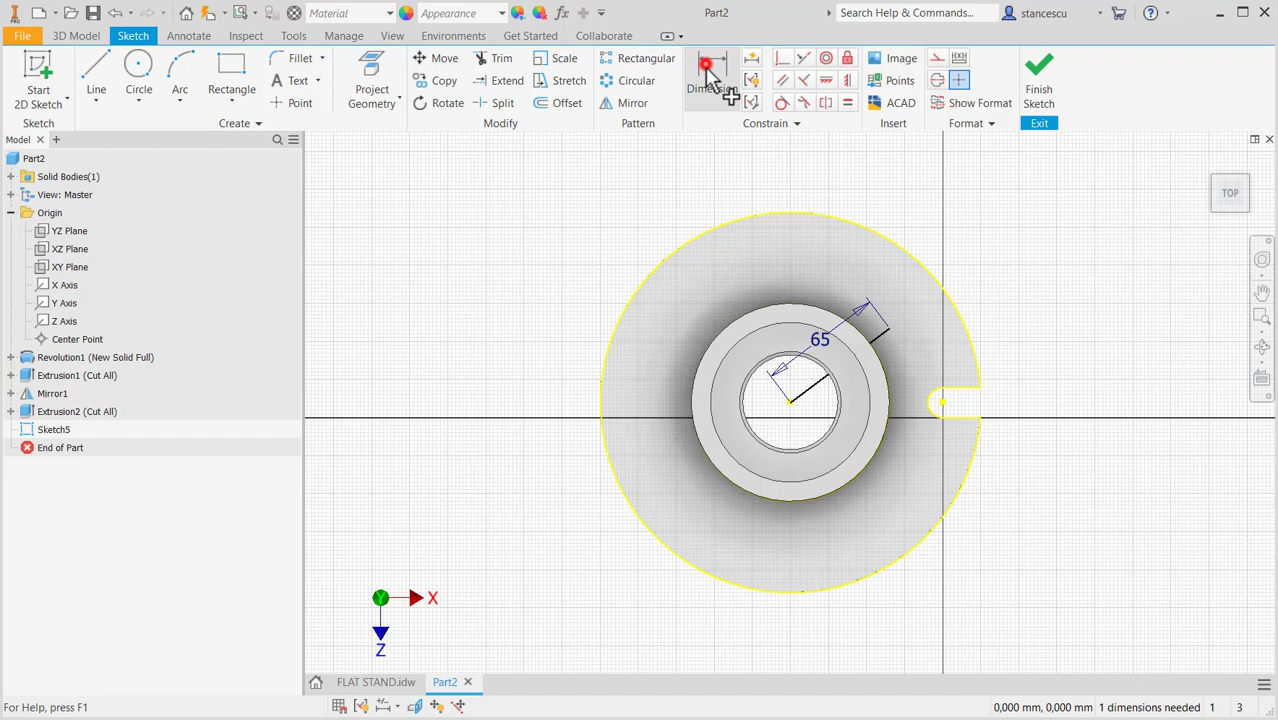 Material
Appearance
Part2
Search Help & Commands...
stancescu
PRO
File
3D Model
Sketch
Annotate
Inspect
Tools
Manage
View
Environments
Get Started
Collaborate
Start
2D Sketch
Line
Circle
Arc
Rectangle
Fillet
Text
Point
Project
Geometry
Move
Copy
Rotate
Trim
Extend
Split
Scale
Stretch
Offset
Rectangular
Circular
Mirror
Dimension
Image
Points
ACAD
Show Format
Finish
Sketch
Sketch
Create
Modify
Pattern
Constrain
Insert
Format
Exit
Model
Part2
Solid Bodies(1)
View: Master
Origin
YZ Plane
XZ Plane
XY Plane
X Axis
Y Axis
Z Axis
Center Point
Revolution1 (New Solid Full)
Extrusion1 (Cut All)
Mirror1
Extrusion2 (Cut All)
Sketch5
End of Part
TOP
65
Y
X
Z
FLAT STAND.idw
Part2
For Help, press F1
0,000 mm, 0,000 mm
1 dimensions needed
1
3